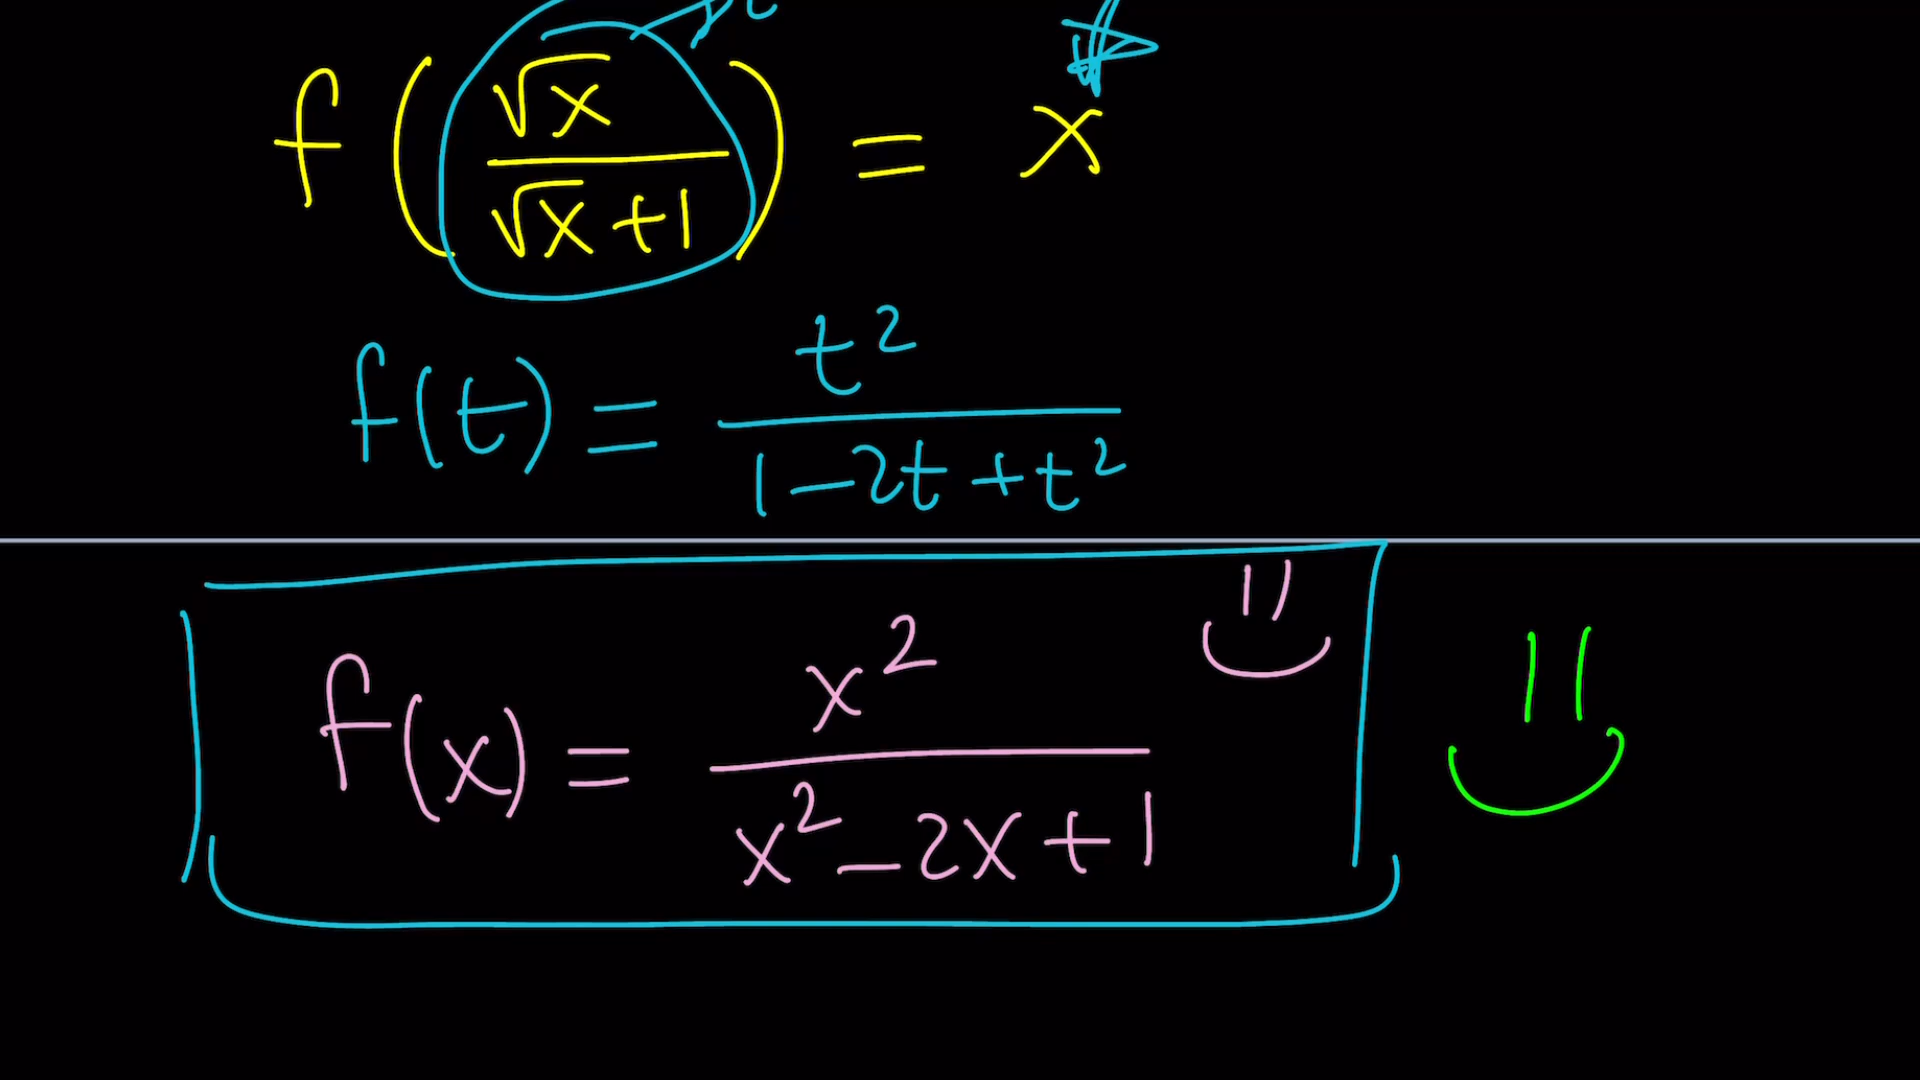 f(√x/(√x+1)) = x
f(t) = t²/(1-2t+t²)
f(x) = x²/(x²-2x+1)